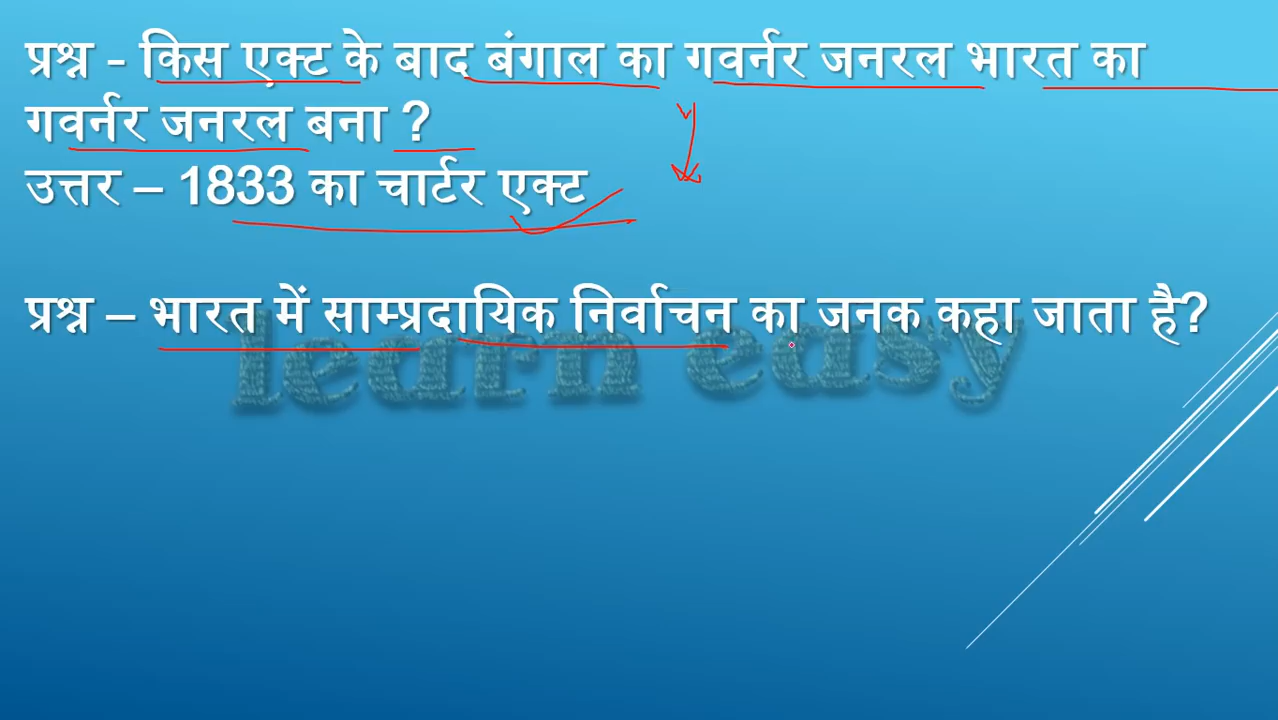 प्रश्न - किस एक्ट के बाद बंगाल का गवर्नर जनरल भारत का
गवर्नर जनरल बना ?
उत्तर – 1833 का चार्टर एक्ट
प्रश्न – भारत में साम्प्रदायिक निर्वाचन का जनक कहा जाता है?
learn easy